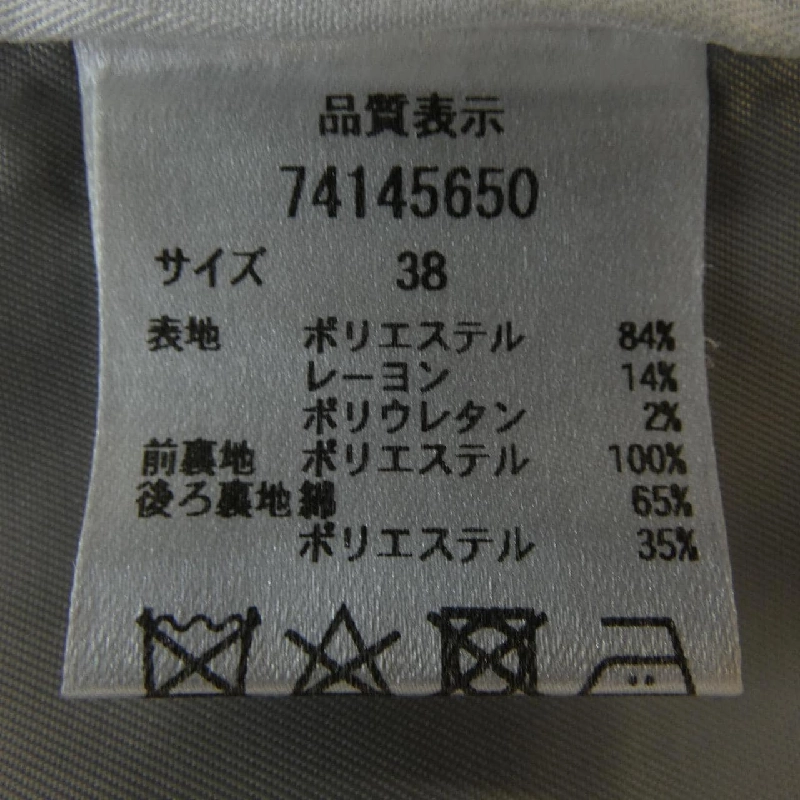 品質表示
74145650
サイズ 38
表地 ポリエステル 84%
レーヨン 14%
ポリウレタン 2%
前裏地 ポリエステル 100%
後ろ裏地 綿 65%
ポリエステル 35%